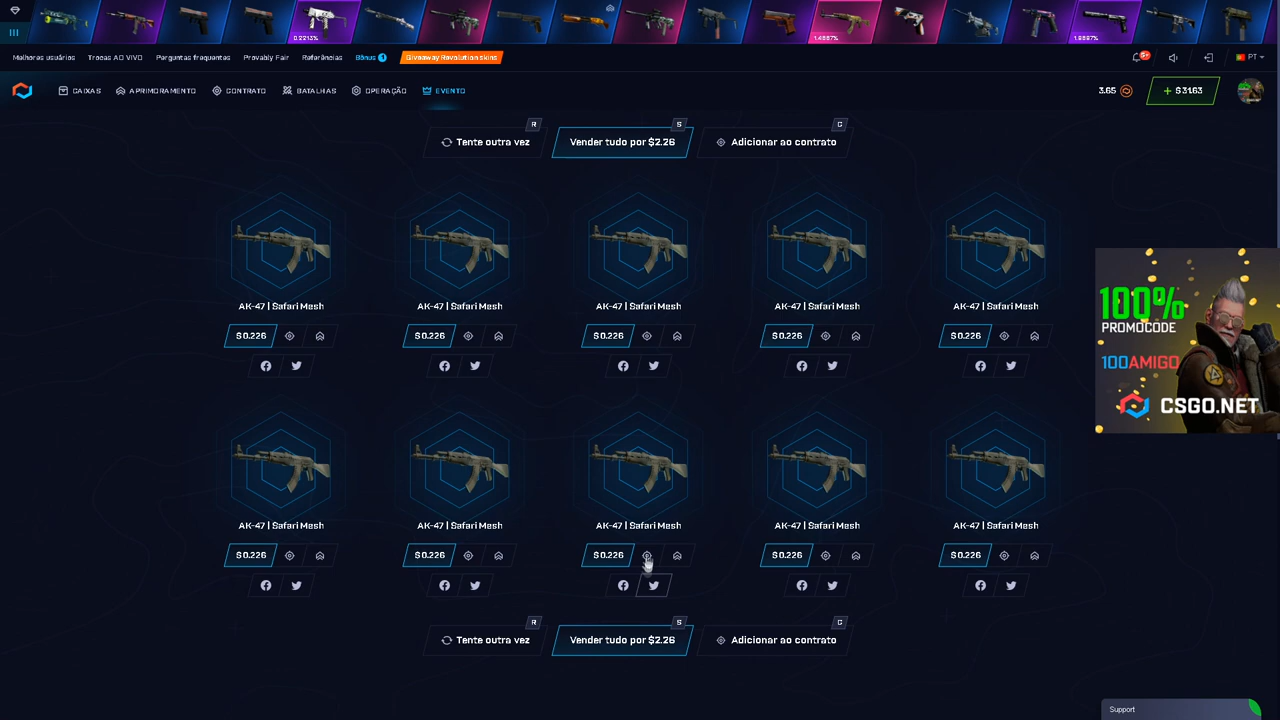 0.2213%
1.4687%
1.8687%
Melhores usuários Trocas AO VIVO Perguntas frequentes Provably Fair Referências Bônus Giveaway Revolution skins
5+
PT
CAIXAS APRIMORAMENTO CONTRATO BATALHAS OPERAÇÃO EVENTO
3.65
+ $31.63
R S C
Tente outra vez Vender tudo por $2.26 Adicionar ao contrato
AK-47 | Safari Mesh AK-47 | Safari Mesh AK-47 | Safari Mesh AK-47 | Safari Mesh AK-47 | Safari Mesh
$0.226 $0.226 $0.226 $0.226 $0.226
100%
PROMOCODE
100AMIGO
CSGO.NET
AK-47 | Safari Mesh AK-47 | Safari Mesh AK-47 | Safari Mesh AK-47 | Safari Mesh AK-47 | Safari Mesh
$0.226 $0.226 $0.226 $0.226 $0.226
R S C
Tente outra vez Vender tudo por $2.26 Adicionar ao contrato
Support